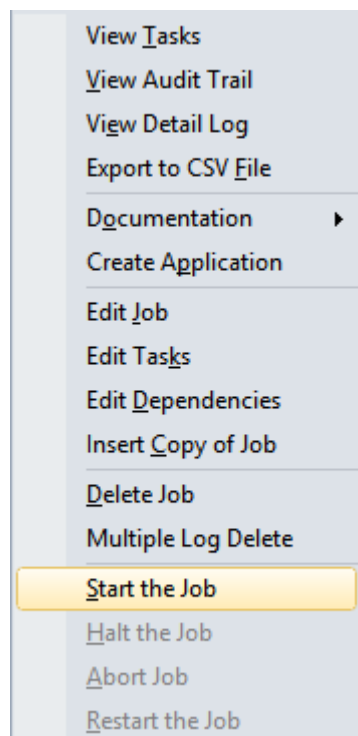 View Tasks
View Audit Trail
View Detail Log
Export to CSV File
Documentation
Create Application
Edit Job
Edit Tasks
Edit Dependencies
Insert Copy of Job
Delete Job
Multiple Log Delete
Start the Job
Halt the Job
Abort Job
Restart the Job